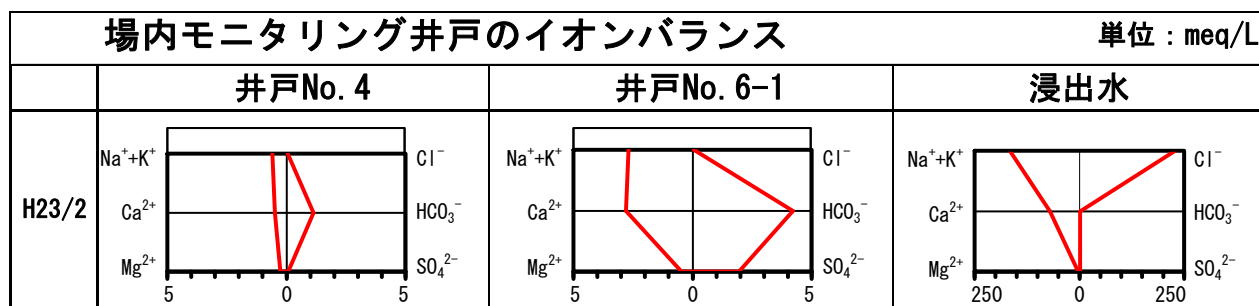 場内モニタリング井戸のイオンバランス 単位：meq/L
井戸No.4 井戸No.6-1 浸出水
H23/2
Na⁺+K⁺ Cl⁻ Na⁺+K⁺ Cl⁻ Na⁺+K⁺ Cl⁻
Ca²⁺ HCO₃⁻ Ca²⁺ HCO₃⁻ Ca²⁺ HCO₃⁻
Mg²⁺ SO₄²⁻ Mg²⁺ SO₄²⁻ Mg²⁺ SO₄²⁻
5 0 5 5 0 5 250 0 250